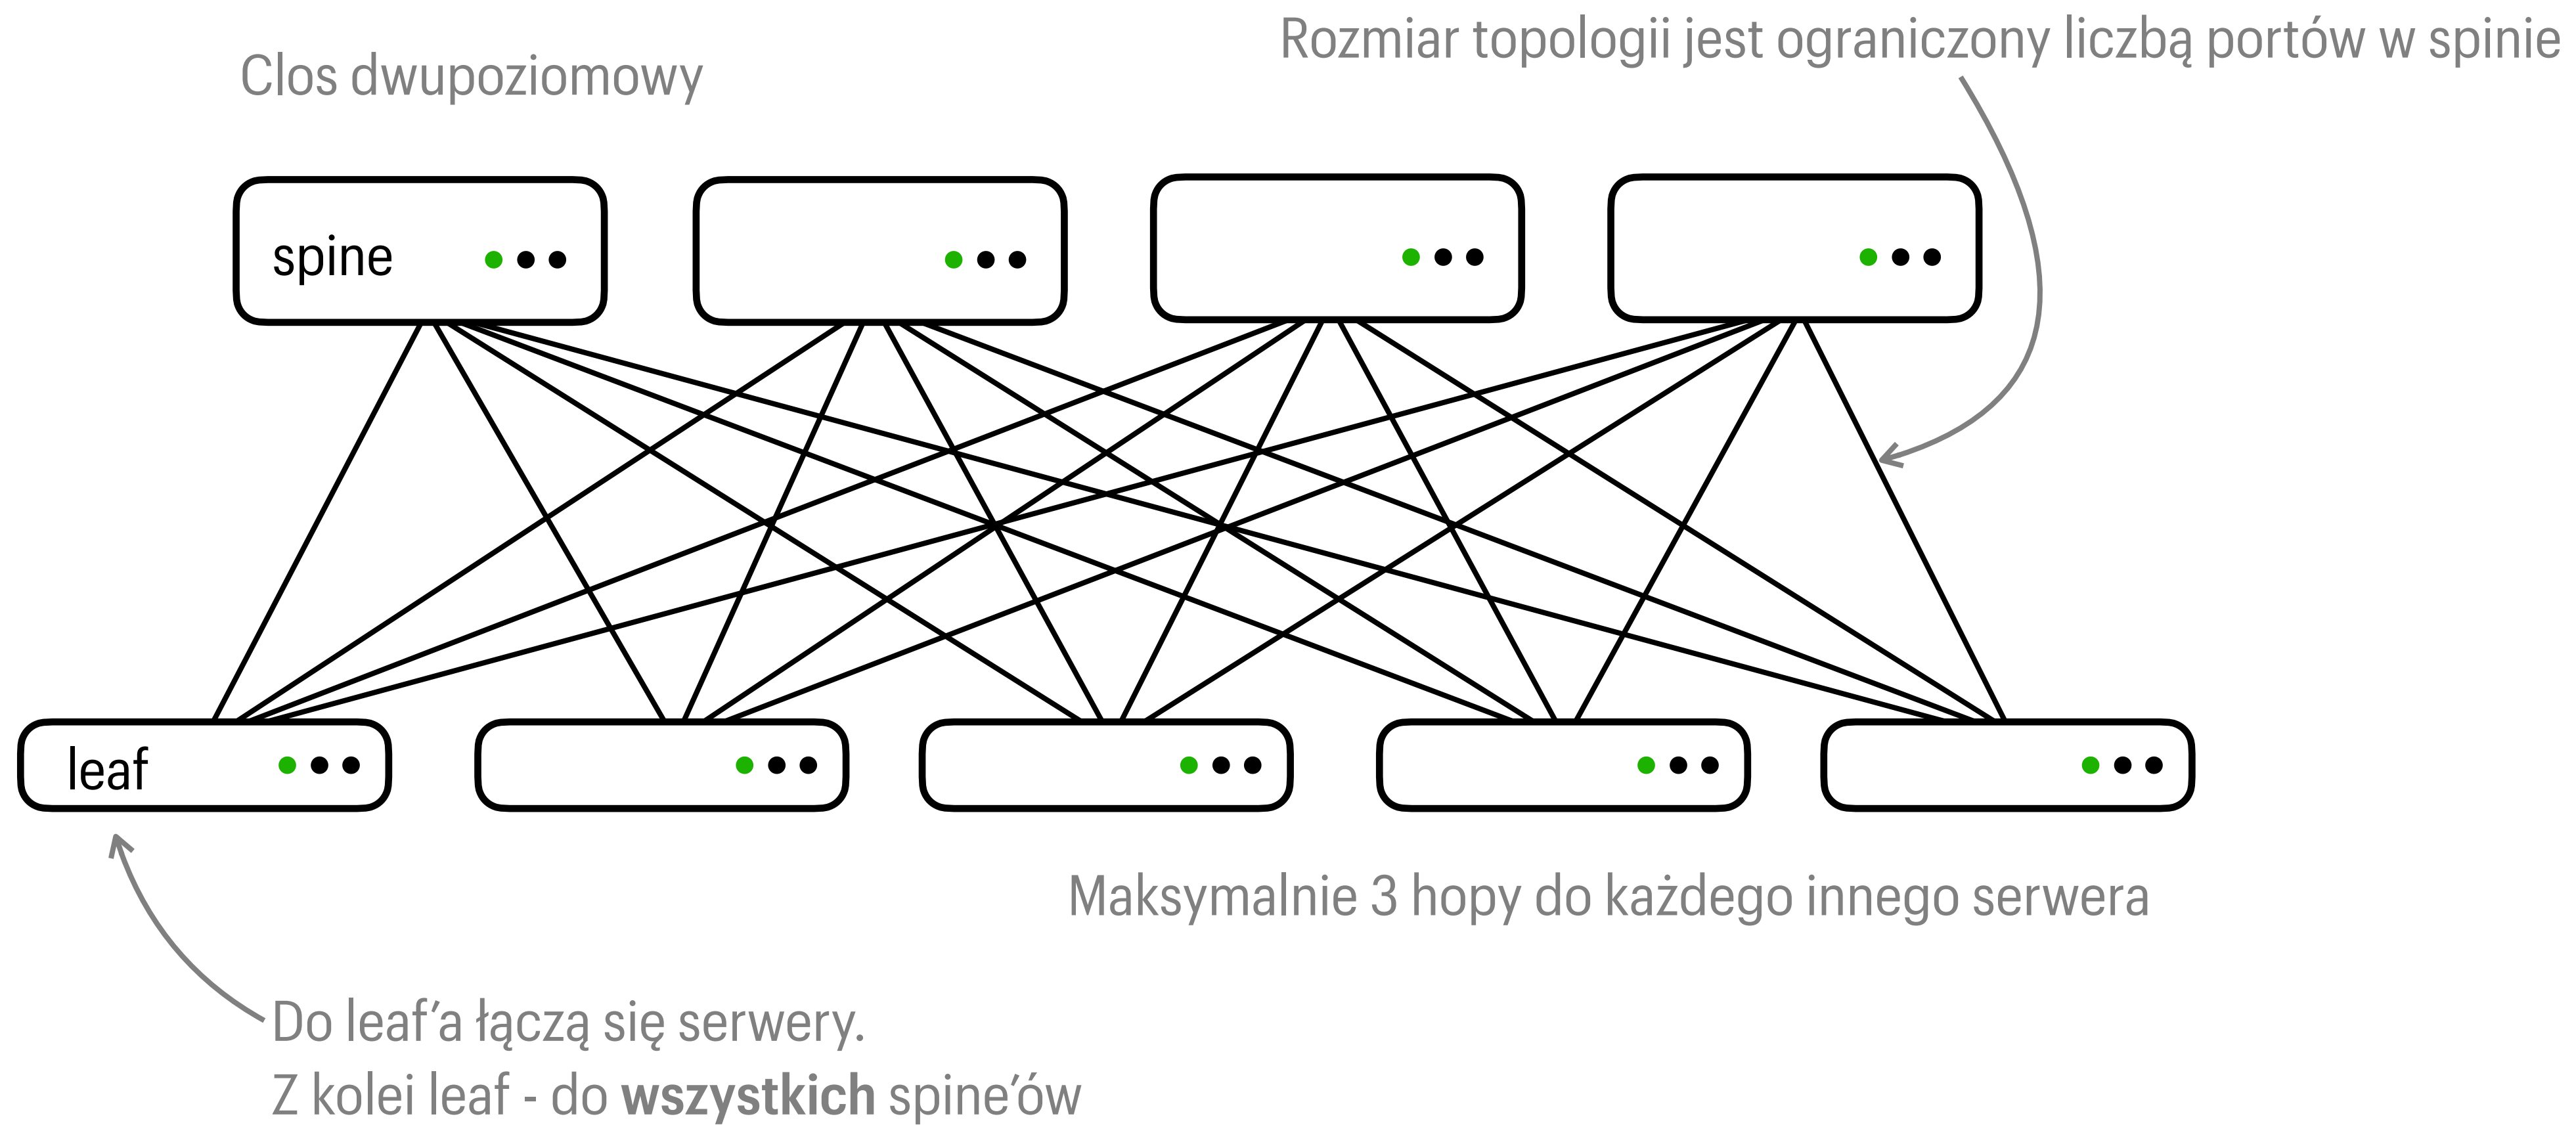 Rozmiar topologii jest ograniczony liczbą portów w spinie
Clos dwupoziomowy
spine
leaf
Maksymalnie 3 hopy do każdego innego serwera
Do leaf’a łączą się serwery.
Z kolei leaf - do wszystkich spine’ów